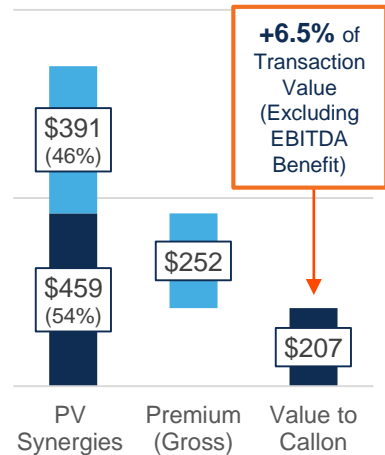 +6.5% of
Transaction
Value
(Excluding
EBITDA
Benefit)
$391
(46%)
$252
$459
(54%)
$207
PV
Synergies
Premium
(Gross)
Value to
Callon